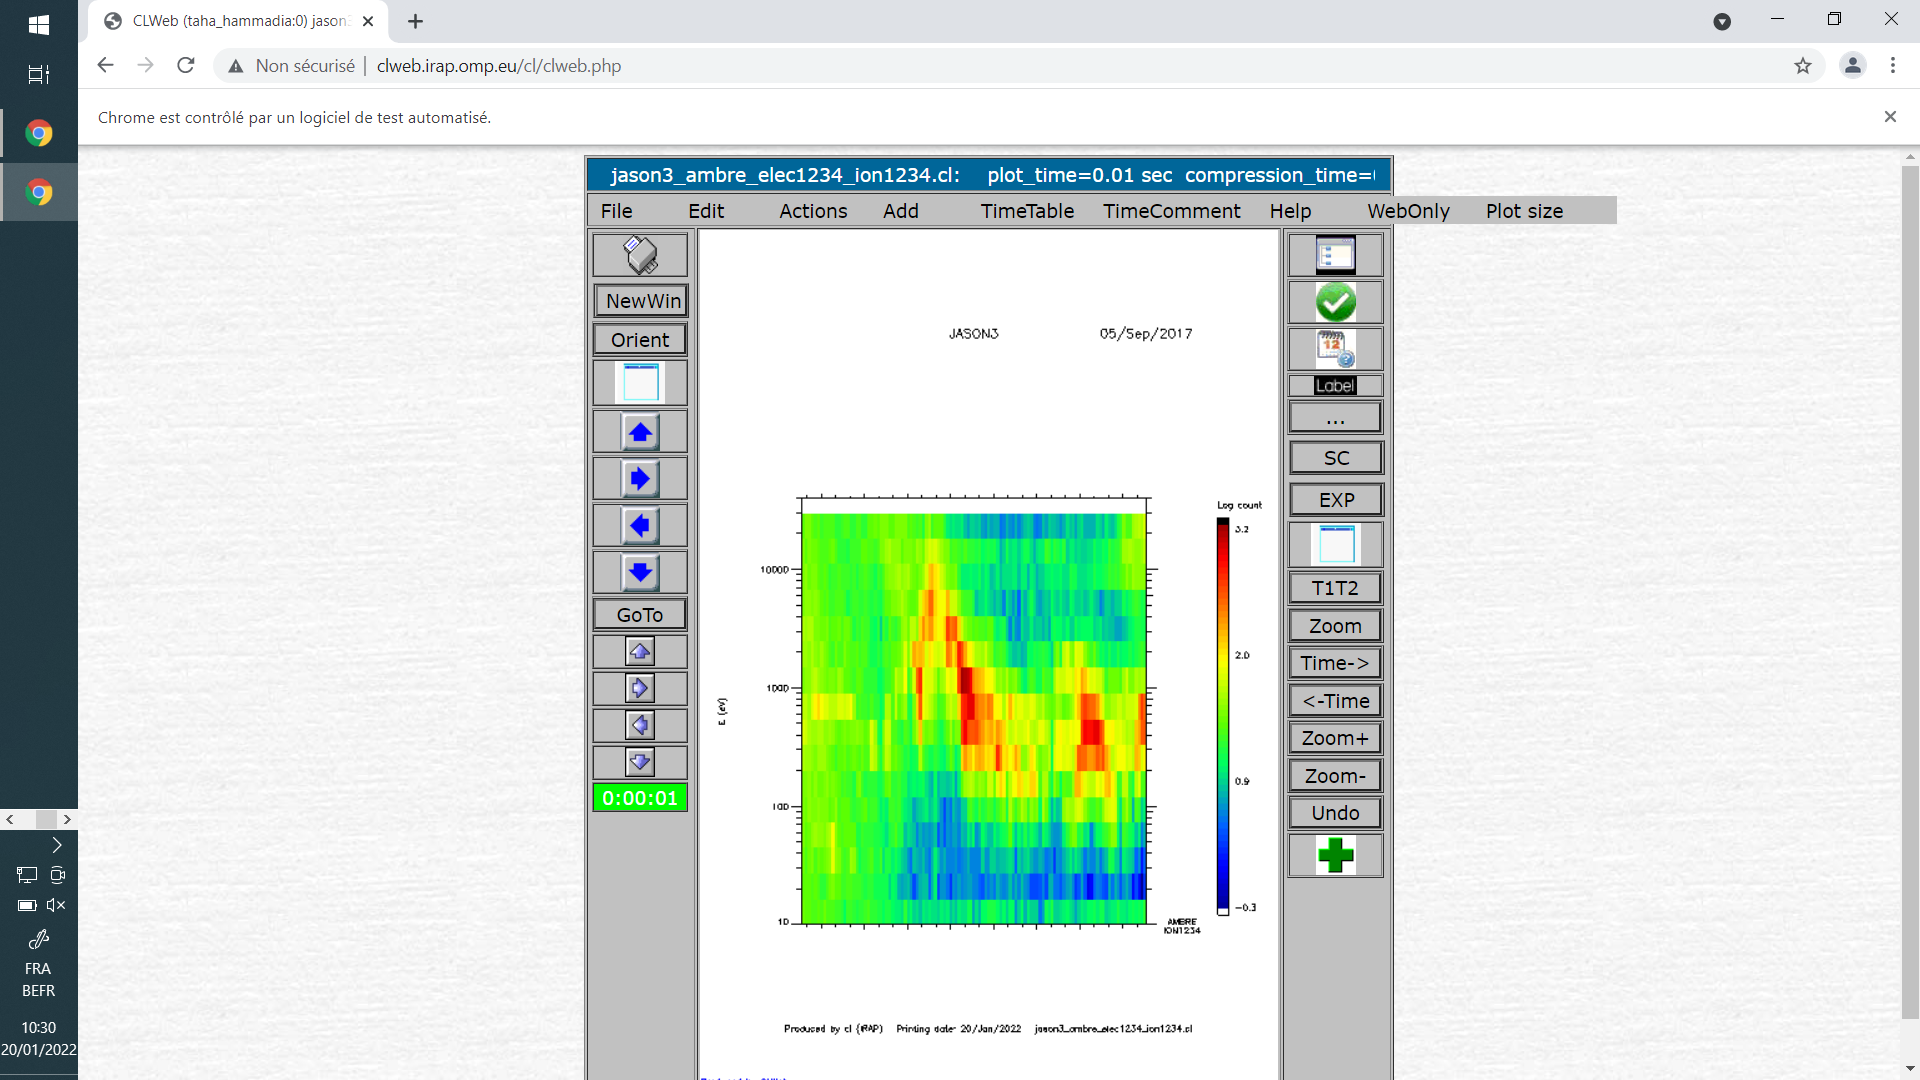 CLWeb (taha_hammadia:0) jason3
Non sécurisé | clweb.irap.omp.eu/cl/clweb.php
Chrome est contrôlé par un logiciel de test automatisé.
jason3_ambre_elec1234_ion1234.cl: plot_time=0.01 sec compression_time=
File Edit Actions Add TimeTable TimeComment Help WebOnly Plot size
NewWin
Orient
GoTo
0:00:01
JASON3 05/Sep/2017
Log count
3.2
2.0
0.9
-0.3
10000
1000
100
10
E (eV)
AMBRE
ION1234
Produced by cl (IRAP) Printing date: 20/Jan/2022 jason3_ambre_elec1234_ion1234.cl
12
Label
...
SC
EXP
T1T2
Zoom
Time->
<-Time
Zoom+
Zoom-
Undo
FRA
BEFR
10:30
20/01/2022